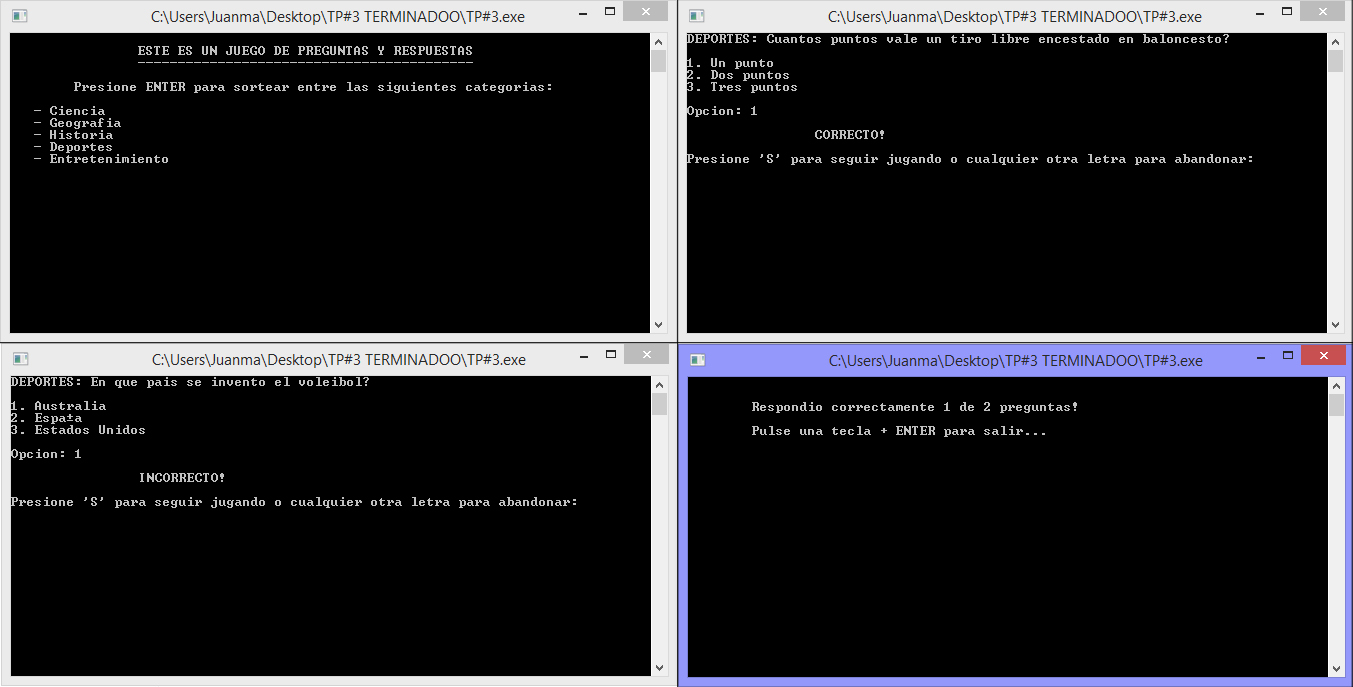 C:\Users\Juanma\Desktop\TP#3 TERMINADOO\TP#3.exe
ESTE ES UN JUEGO DE PREGUNTAS Y RESPUESTAS
------------------------------------------
Presione ENTER para sortear entre las siguientes categorias:
- Ciencia
- Geografia
- Historia
- Deportes
- Entretenimiento
C:\Users\Juanma\Desktop\TP#3 TERMINADOO\TP#3.exe
DEPORTES: Cuantos puntos vale un tiro libre encestado en baloncesto?
1. Un punto
2. Dos puntos
3. Tres puntos
Opcion: 1
CORRECTO!
Presione 'S' para seguir jugando o cualquier otra letra para abandonar:
C:\Users\Juanma\Desktop\TP#3 TERMINADOO\TP#3.exe
DEPORTES: En que pais se invento el voleibol?
1. Australia
2. Espa±a
3. Estados Unidos
Opcion: 1
INCORRECTO!
Presione 'S' para seguir jugando o cualquier otra letra para abandonar:
C:\Users\Juanma\Desktop\TP#3 TERMINADOO\TP#3.exe
Respondio correctamente 1 de 2 preguntas!
Pulse una tecla + ENTER para salir...